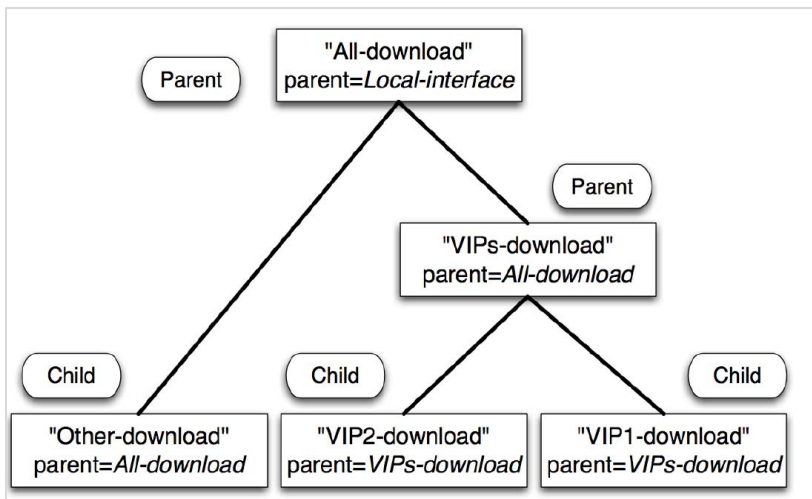 Parent
"All-download"
parent=Local-interface
Parent
"VIPs-download"
parent=All-download
Child
Child
Child
"Other-download"
parent=All-download
"VIP2-download"
parent=VIPs-download
"VIP1-download"
parent=VIPs-download